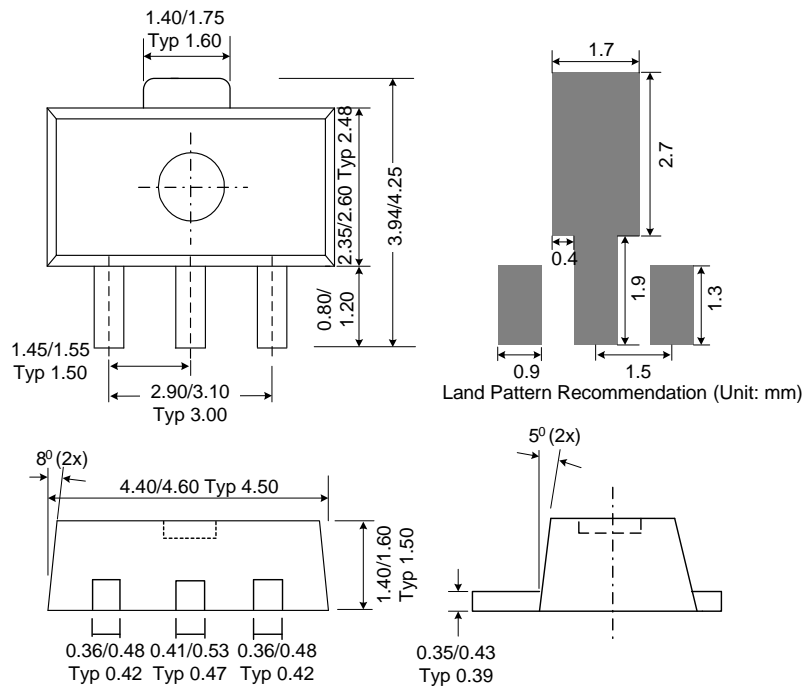 1.40/1.75
Typ 1.60
2.35/2.60 Typ 2.48
3.94/4.25
0.80/
1.20
1.45/1.55
Typ 1.50
2.90/3.10
Typ 3.00
1.7
2.7
0.4
1.9
1.3
0.9
1.5
Land Pattern Recommendation (Unit: mm)
8⁰ (2x)
4.40/4.60 Typ 4.50
1.40/1.60
Typ 1.50
0.36/0.48
Typ 0.42
0.41/0.53
Typ 0.47
0.36/0.48
Typ 0.42
5⁰ (2x)
0.35/0.43
Typ 0.39